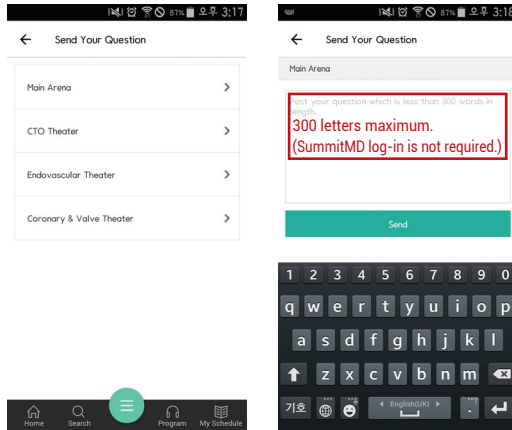 87% 오후 3:17
Send Your Question
Main Arena
CTO Theater
Endovascular Theater
Coronary & Valve Theater
Home Search Program My Schedule
87% 오후 3:18
Send Your Question
Main Arena
Post your question which is less than 300 words in
length.
300 letters maximum.
(SummitMD log-in is not required.)
Send
1 2 3 4 5 6 7 8 9 0
q w e r t y u i o p
a s d f g h j k l
z x c v b n m
기호 English(UK) .